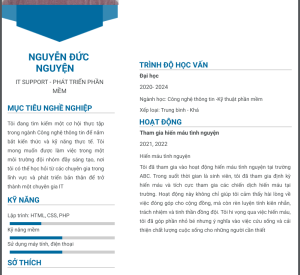 NGUYÊN ĐỨC
NGUYỆN
IT SUPPORT - PHÁT TRIỂN PHẦN
MỀM
MỤC TIÊU NGHỀ NGHIỆP
Tôi đang tìm kiếm một cơ hội thực tập
trong ngành Công nghệ thông tin để nắm
bắt kiến thức và kỹ năng thực tế. Tôi
mong muốn được làm việc trong một
môi trường đội nhóm đầy sáng tạo, nơi
tôi có thể học hỏi từ các chuyên gia trong
lĩnh vực và phát triển bản thân để trở
thành một chuyên gia IT
KỸ NĂNG
Lập trình: HTML, CSS, PHP
Kỹ năng mềm
Sử dụng máy tính, điện thoại
SỞ THÍCH
TRÌNH ĐỘ HỌC VẤN
Đại học
2020- 2024
Ngành học: Công nghệ thông tin -Kỹ thuật phần mềm
Xếp loại: Trung bình - Khá
HOẠT ĐỘNG
Tham gia hiến máu tình nguyện
2021, 2022
Hiến máu tình nguyện
Tôi đã tham gia vào hoạt động hiến máu tình nguyện tại trường
ABC. Trong suốt thời gian là sinh viên, tôi đã tham gia định kỳ
hiến máu và tích cực tham gia các chiến dịch hiến máu tại
trường. Hoạt động này không chỉ giúp tôi cảm thấy hài lòng về
việc đóng góp cho cộng đồng, mà còn rèn luyện tính kiên nhẫn,
trách nhiệm và tinh thần đồng đội. Tôi hi vọng qua việc hiến máu,
tôi đã góp phần nhỏ bé nhưng ý nghĩa vào việc cứu sống và cải
thiện chất lượng cuộc sống cho những người cần thiết